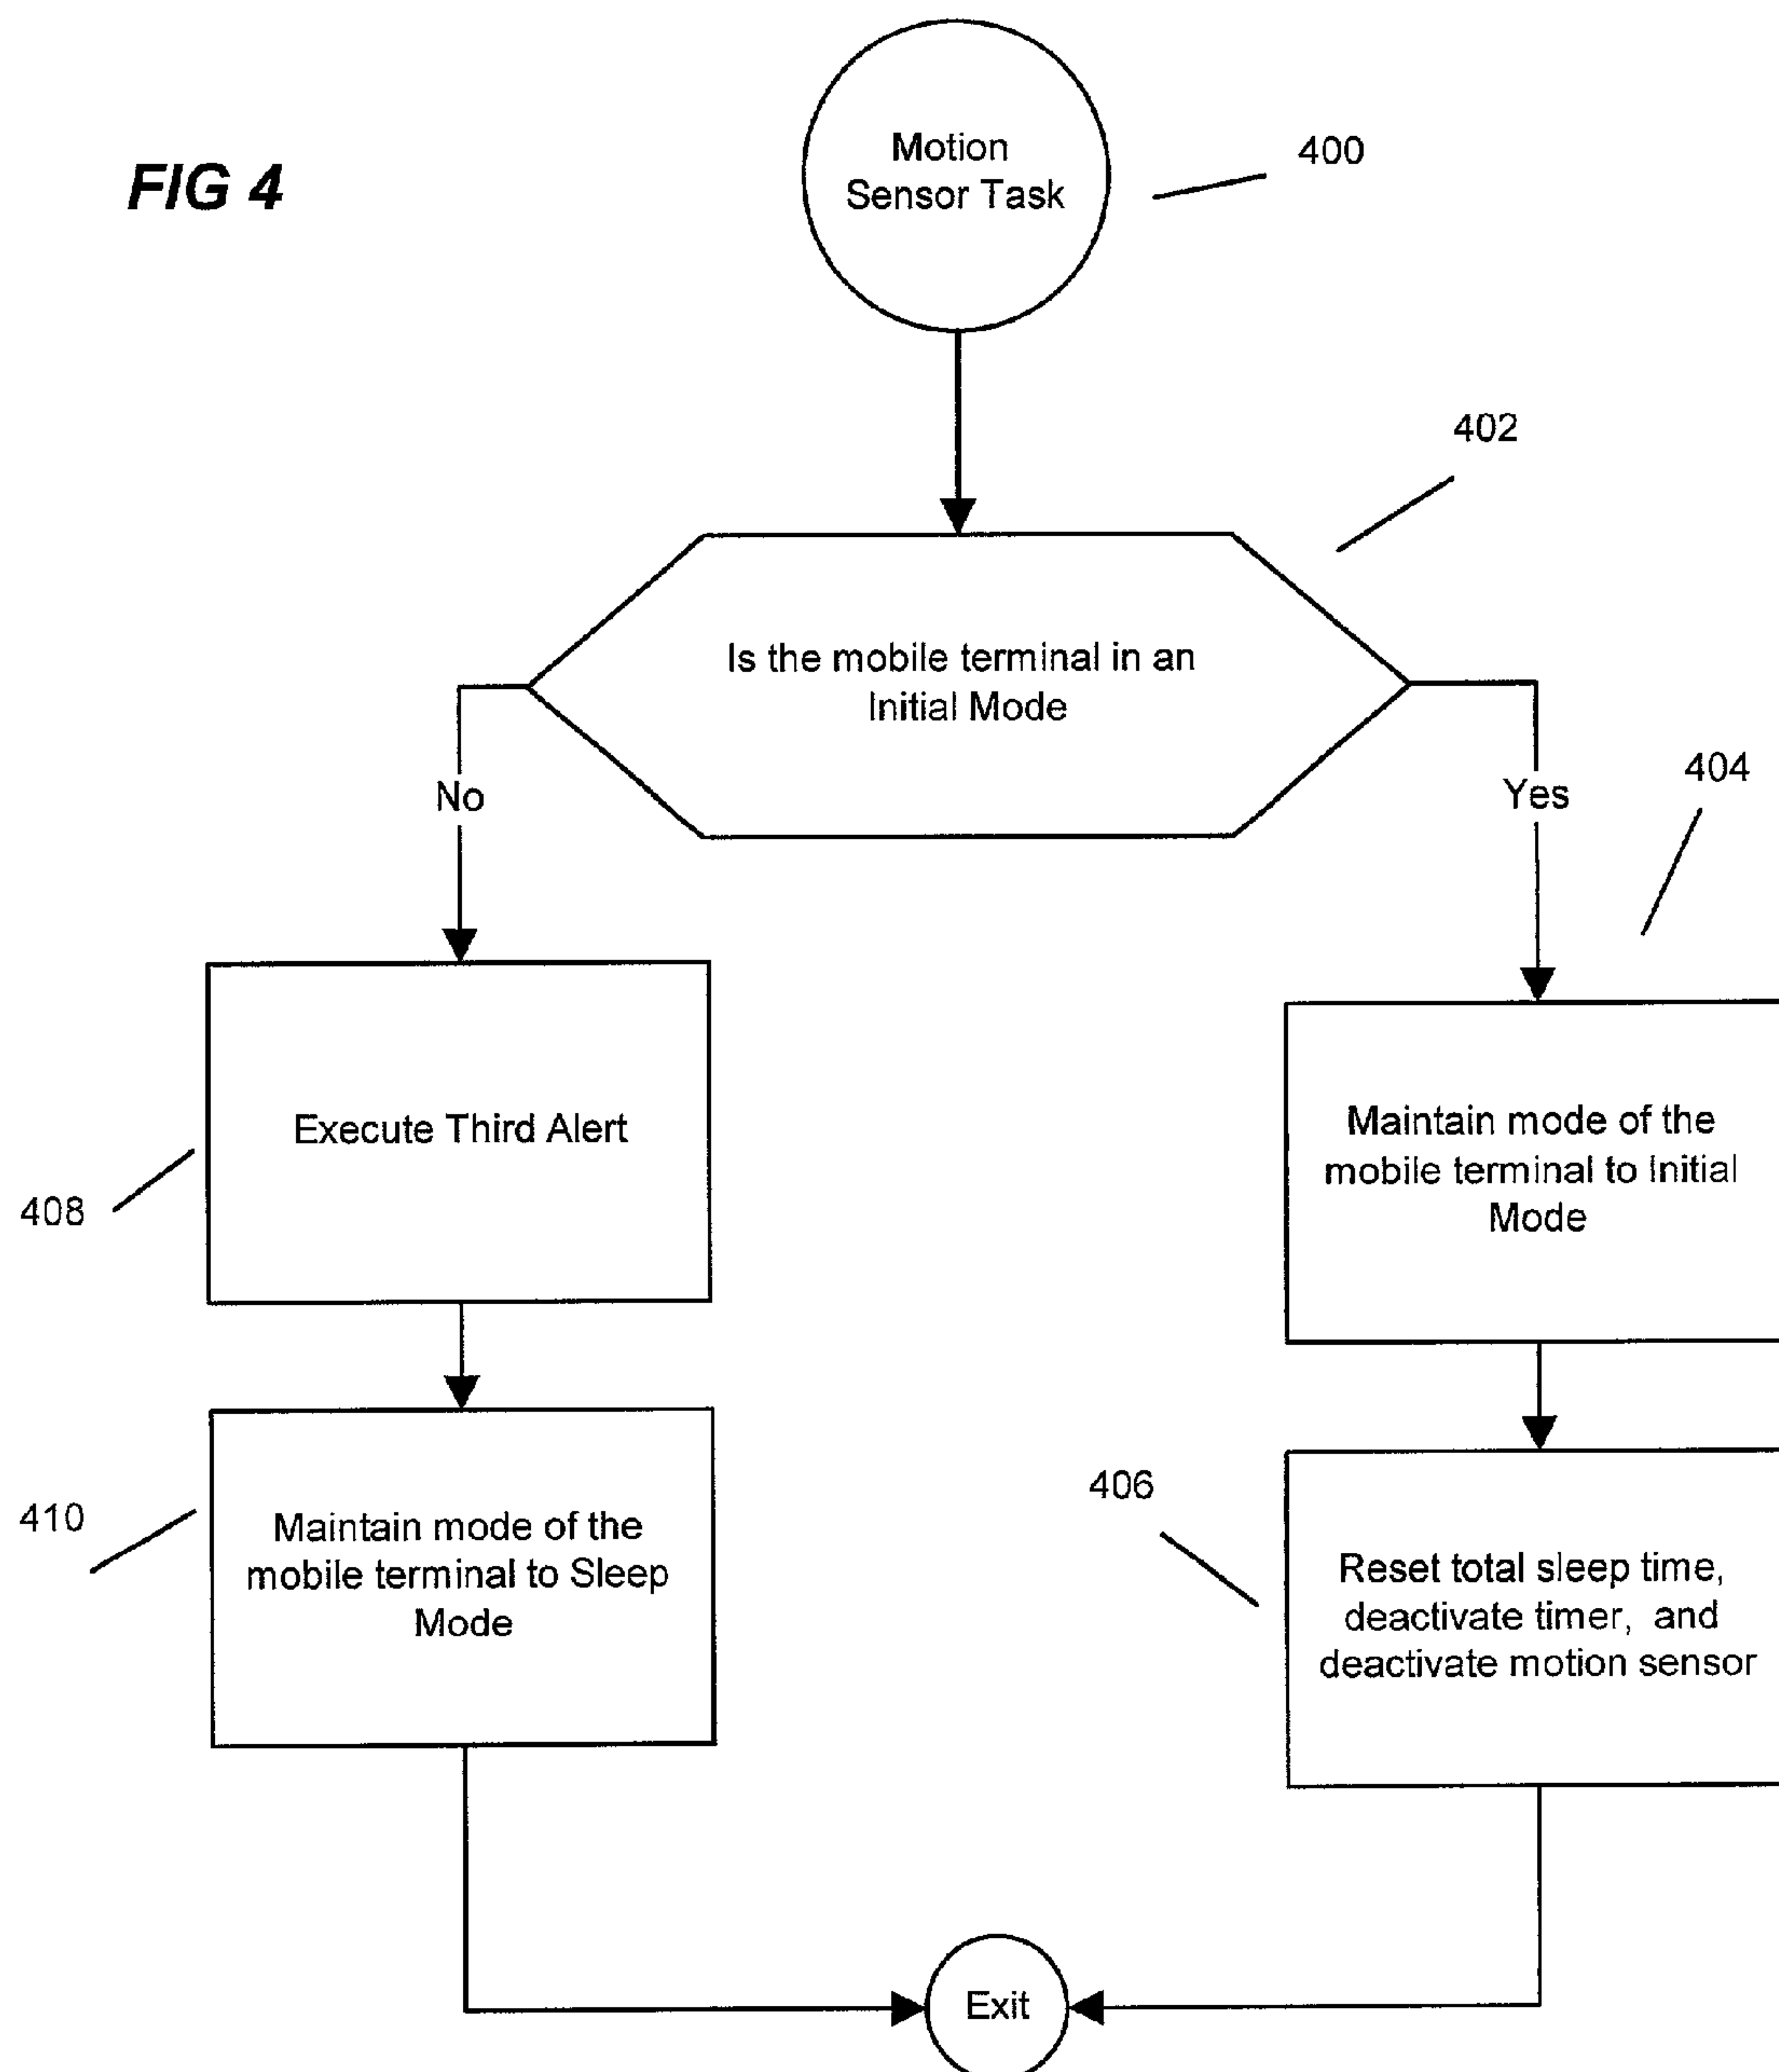 FIG 4
Motion
Sensor Task
400
402
Is the mobile terminal in an
Initial Mode
No
Yes
404
Execute Third Alert
408
Maintain mode of the
mobile terminal to Initial
Mode
410
Maintain mode of the
mobile terminal to Sleep
Mode
406
Reset total sleep time,
deactivate timer, and
deactivate motion sensor
Exit